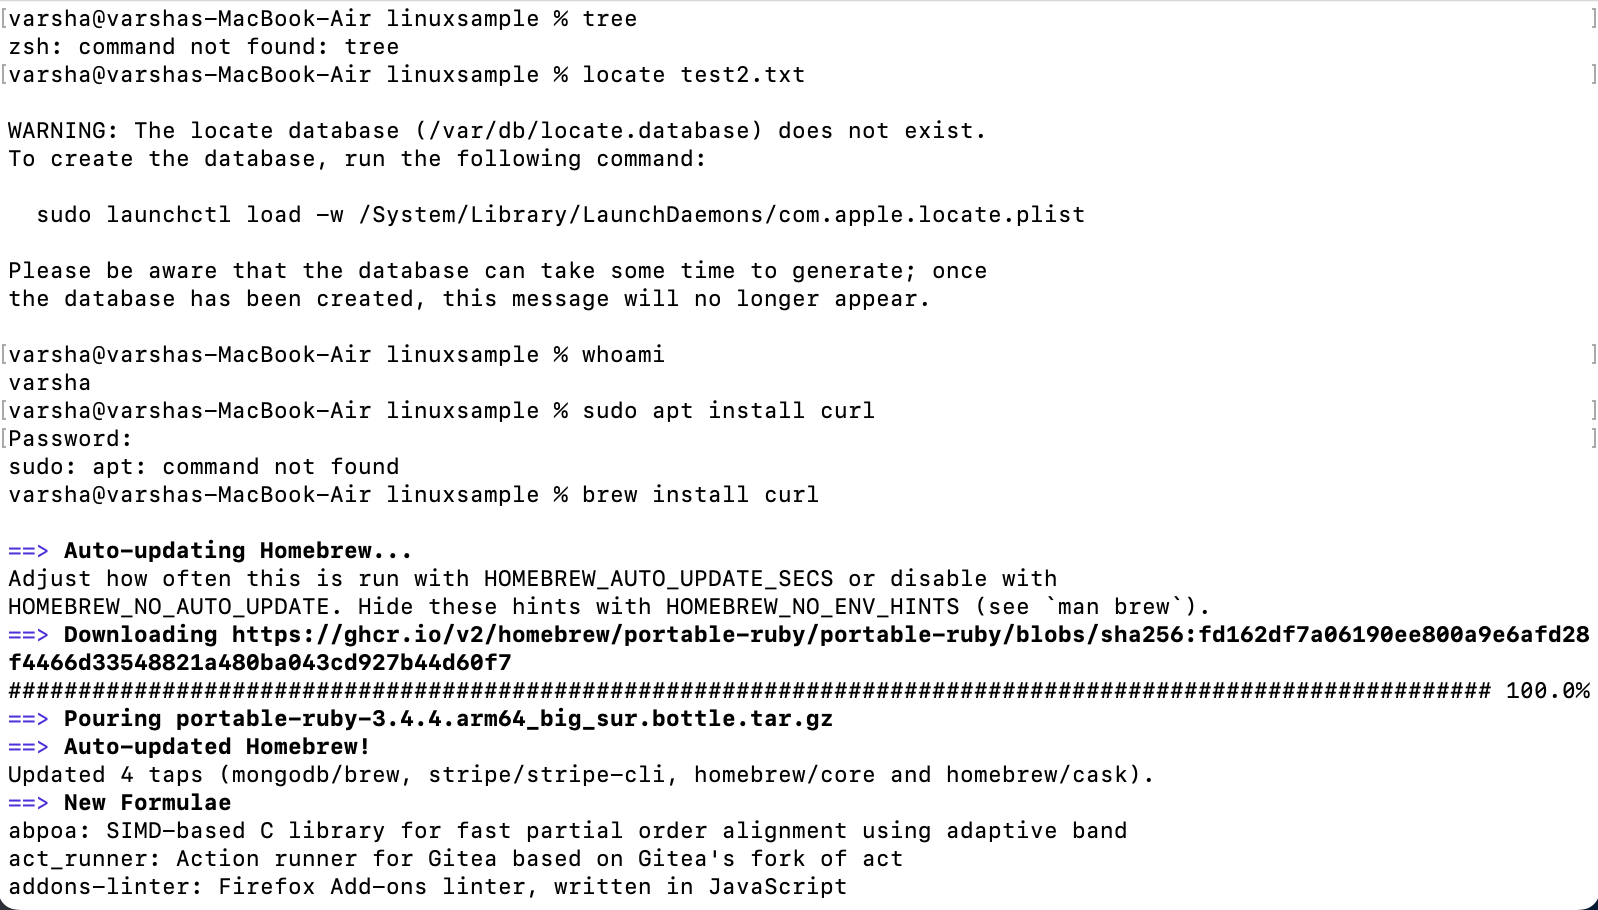 [varsha@varshas-MacBook-Air linuxsample % tree ]
zsh: command not found: tree
[varsha@varshas-MacBook-Air linuxsample % locate test2.txt ]
WARNING: The locate database (/var/db/locate.database) does not exist.
To create the database, run the following command:
sudo launchctl load -w /System/Library/LaunchDaemons/com.apple.locate.plist
Please be aware that the database can take some time to generate; once
the database has been created, this message will no longer appear.
[varsha@varshas-MacBook-Air linuxsample % whoami ]
varsha
[varsha@varshas-MacBook-Air linuxsample % sudo apt install curl ]
[Password: ]
sudo: apt: command not found
varsha@varshas-MacBook-Air linuxsample % brew install curl
==> Auto-updating Homebrew...
Adjust how often this is run with HOMEBREW_AUTO_UPDATE_SECS or disable with
HOMEBREW_NO_AUTO_UPDATE. Hide these hints with HOMEBREW_NO_ENV_HINTS (see `man brew`).
==> Downloading https://ghcr.io/v2/homebrew/portable-ruby/portable-ruby/blobs/sha256:fd162df7a06190ee800a9e6afd28
f4466d33548821a480ba043cd927b44d60f7
########################################################################################################## 100.0%
==> Pouring portable-ruby-3.4.4.arm64_big_sur.bottle.tar.gz
==> Auto-updated Homebrew!
Updated 4 taps (mongodb/brew, stripe/stripe-cli, homebrew/core and homebrew/cask).
==> New Formulae
abpoa: SIMD-based C library for fast partial order alignment using adaptive band
act_runner: Action runner for Gitea based on Gitea's fork of act
addons-linter: Firefox Add-ons linter, written in JavaScript